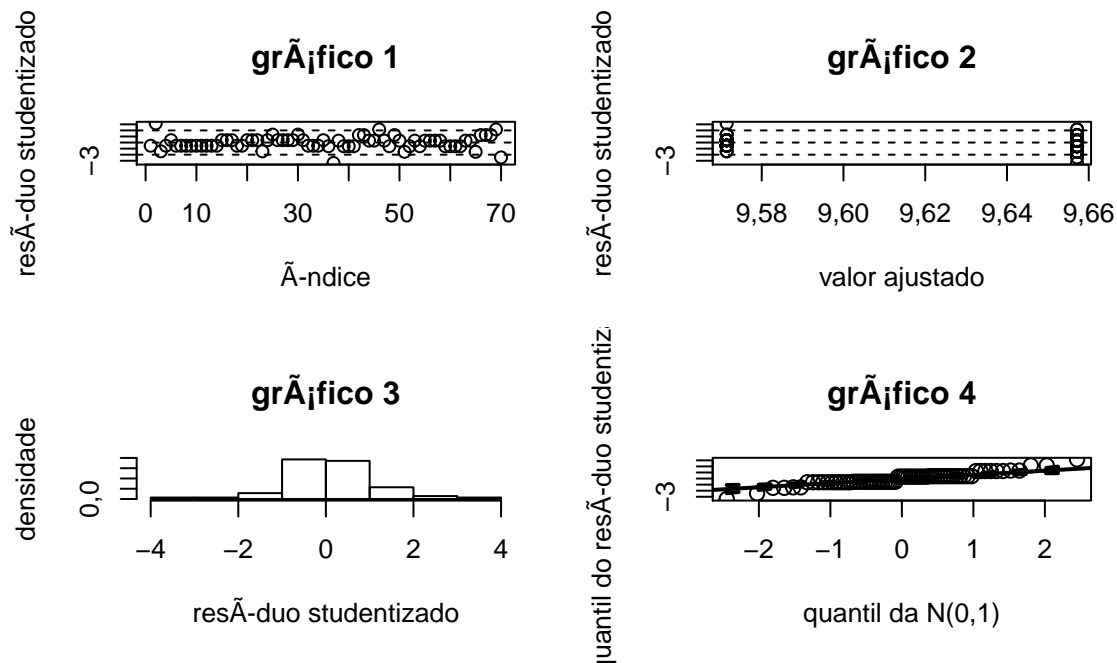 grÃ¡fico 1
resÃ-duo studentizado
−3
0 10 30 50 70
Ã-ndice
grÃ¡fico 2
resÃ-duo studentizado
−3
9,58 9,60 9,62 9,64 9,66
valor ajustado
grÃ¡fico 3
densidade
0,0
−4 −2 0 2 4
resÃ-duo studentizado
grÃ¡fico 4
quantil do resÃ-duo studentiz
−3
−2 −1 0 1 2
quantil da N(0,1)